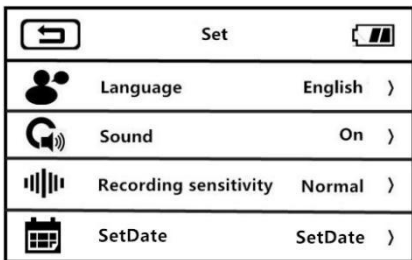 Set
Language English 〉
Sound On 〉
Recording sensitivity Normal 〉
SetDate SetDate 〉